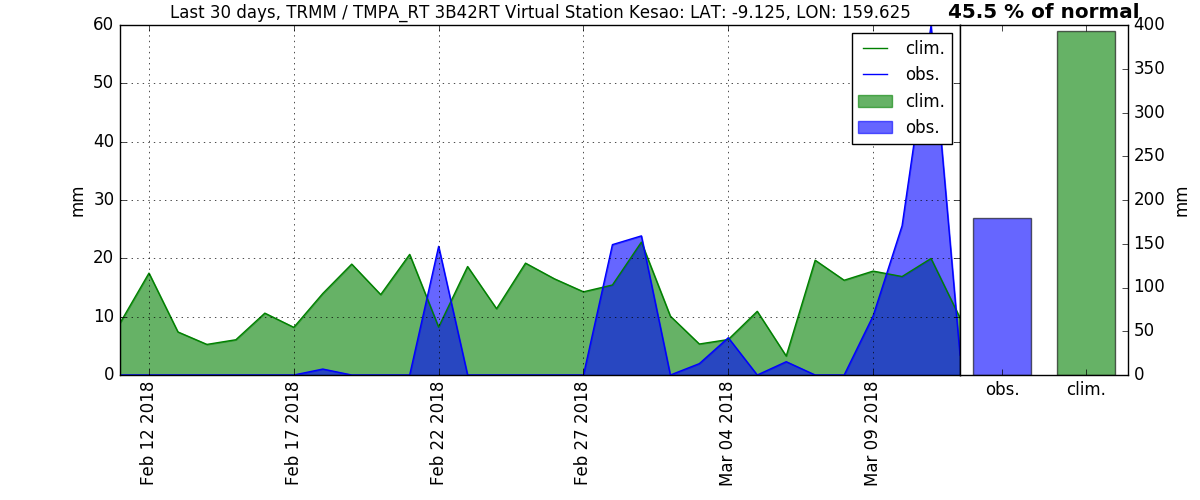 Last 30 days, TRMM / TMPA_RT 3B42RT Virtual Station Kesao: LAT: -9.125, LON: 159.625
45.5 % of normal
60
50
40
30
20
10
0
mm
clim.
obs.
clim.
obs.
Feb 12 2018
Feb 17 2018
Feb 22 2018
Feb 27 2018
Mar 04 2018
Mar 09 2018
400
350
300
250
200
150
100
50
0
mm
obs.
clim.